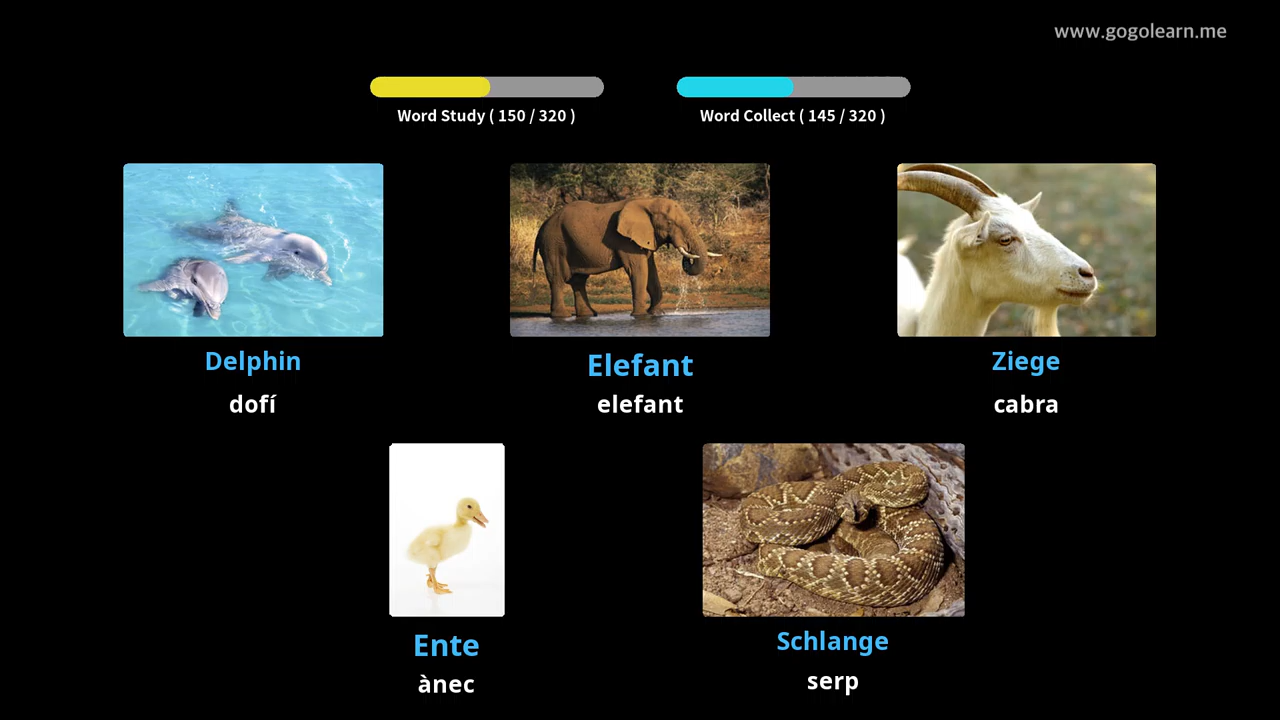 www.gogolearn.me
Word Study ( 150 / 320 )
Word Collect ( 145 / 320 )
Delphin
Elefant
Ziege
dofí
elefant
cabra
Ente
Schlange
ànec
serp